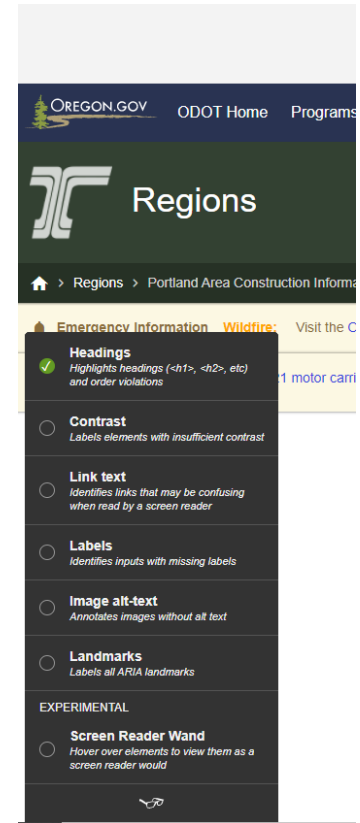 OREGON.GOV ODOT Home Programs
Regions
> Regions > Portland Area Construction Informa
Emergency Information Wildfire: Visit the
1 motor carri
Headings
Highlights headings (<h1>, <h2>, etc)
and order violations
Contrast
Labels elements with insufficient contrast
Link text
Identifies links that may be confusing
when read by a screen reader
Labels
Identifies inputs with missing labels
Image alt-text
Annotates images without alt text
Landmarks
Labels all ARIA landmarks
EXPERIMENTAL
Screen Reader Wand
Hover over elements to view them as a
screen reader would